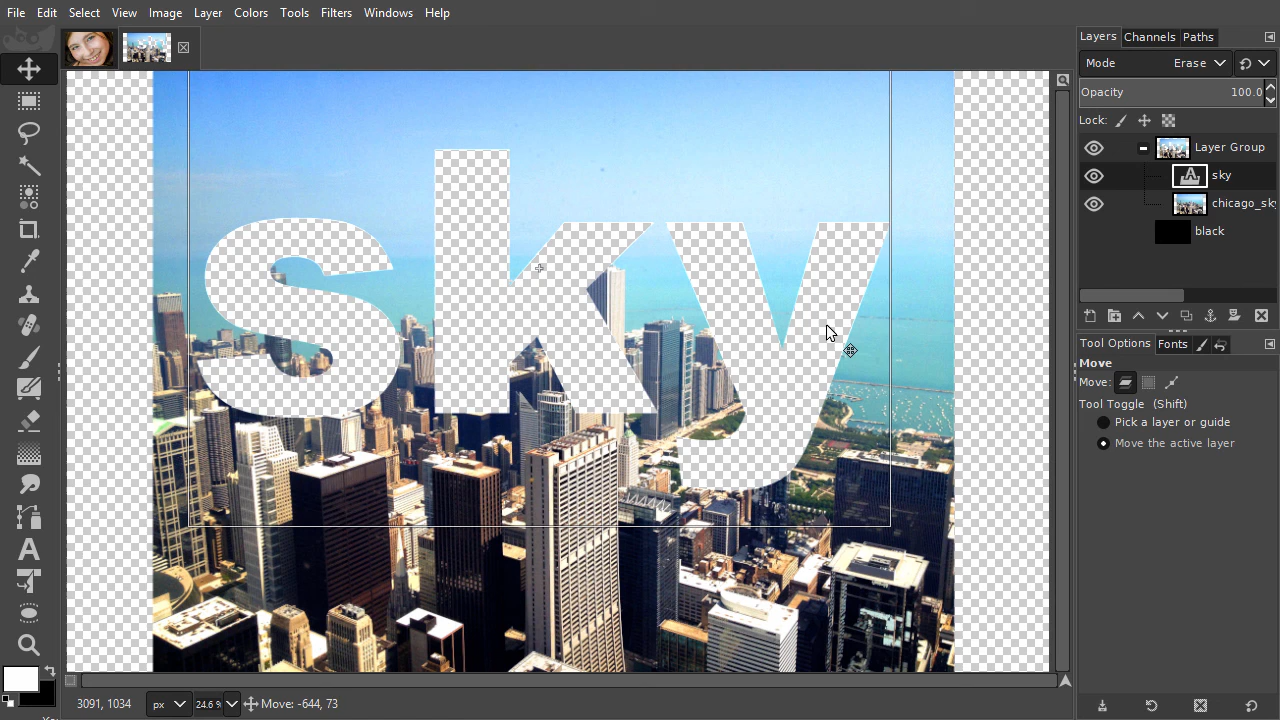 File Edit Select View Image Layer Colors Tools Filters Windows Help
Layers Channels Paths
Mode Erase
Opacity 100.0
Lock:
Layer Group
sky
chicago_sky
black
sky
Tool Options Fonts
Move
Move:
Tool Toggle (Shift)
Pick a layer or guide
Move the active layer
3091, 1034 px 24.6 % Move: -644, 73